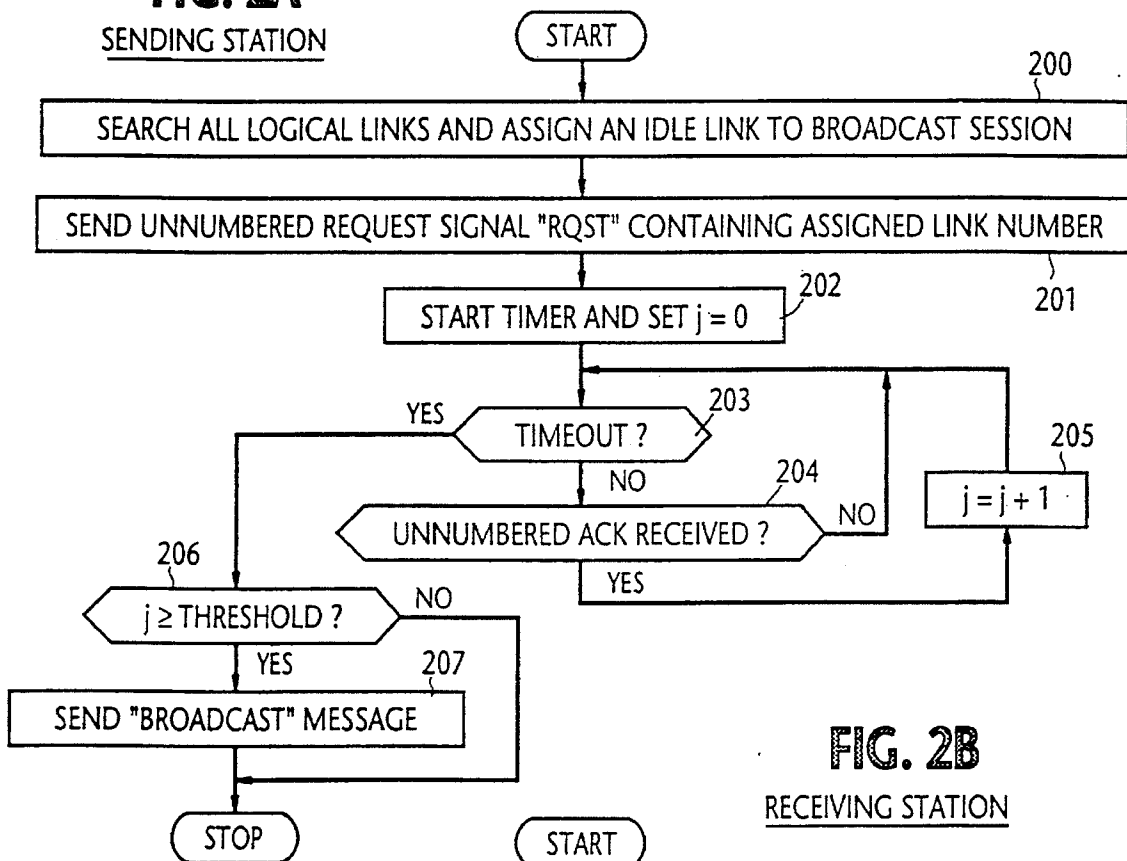 FIG. 2A
SENDING STATION
START
200
SEARCH ALL LOGICAL LINKS AND ASSIGN AN IDLE LINK TO BROADCAST SESSION
SEND UNNUMBERED REQUEST SIGNAL "RQST" CONTAINING ASSIGNED LINK NUMBER
201
START TIMER AND SET j = 0
202
YES
TIMEOUT ?
203
NO
204
UNNUMBERED ACK RECEIVED ?
NO
YES
205
j = j + 1
206
j ≥ THRESHOLD ?
NO
YES
207
SEND "BROADCAST" MESSAGE
STOP
FIG. 2B
RECEIVING STATION
START